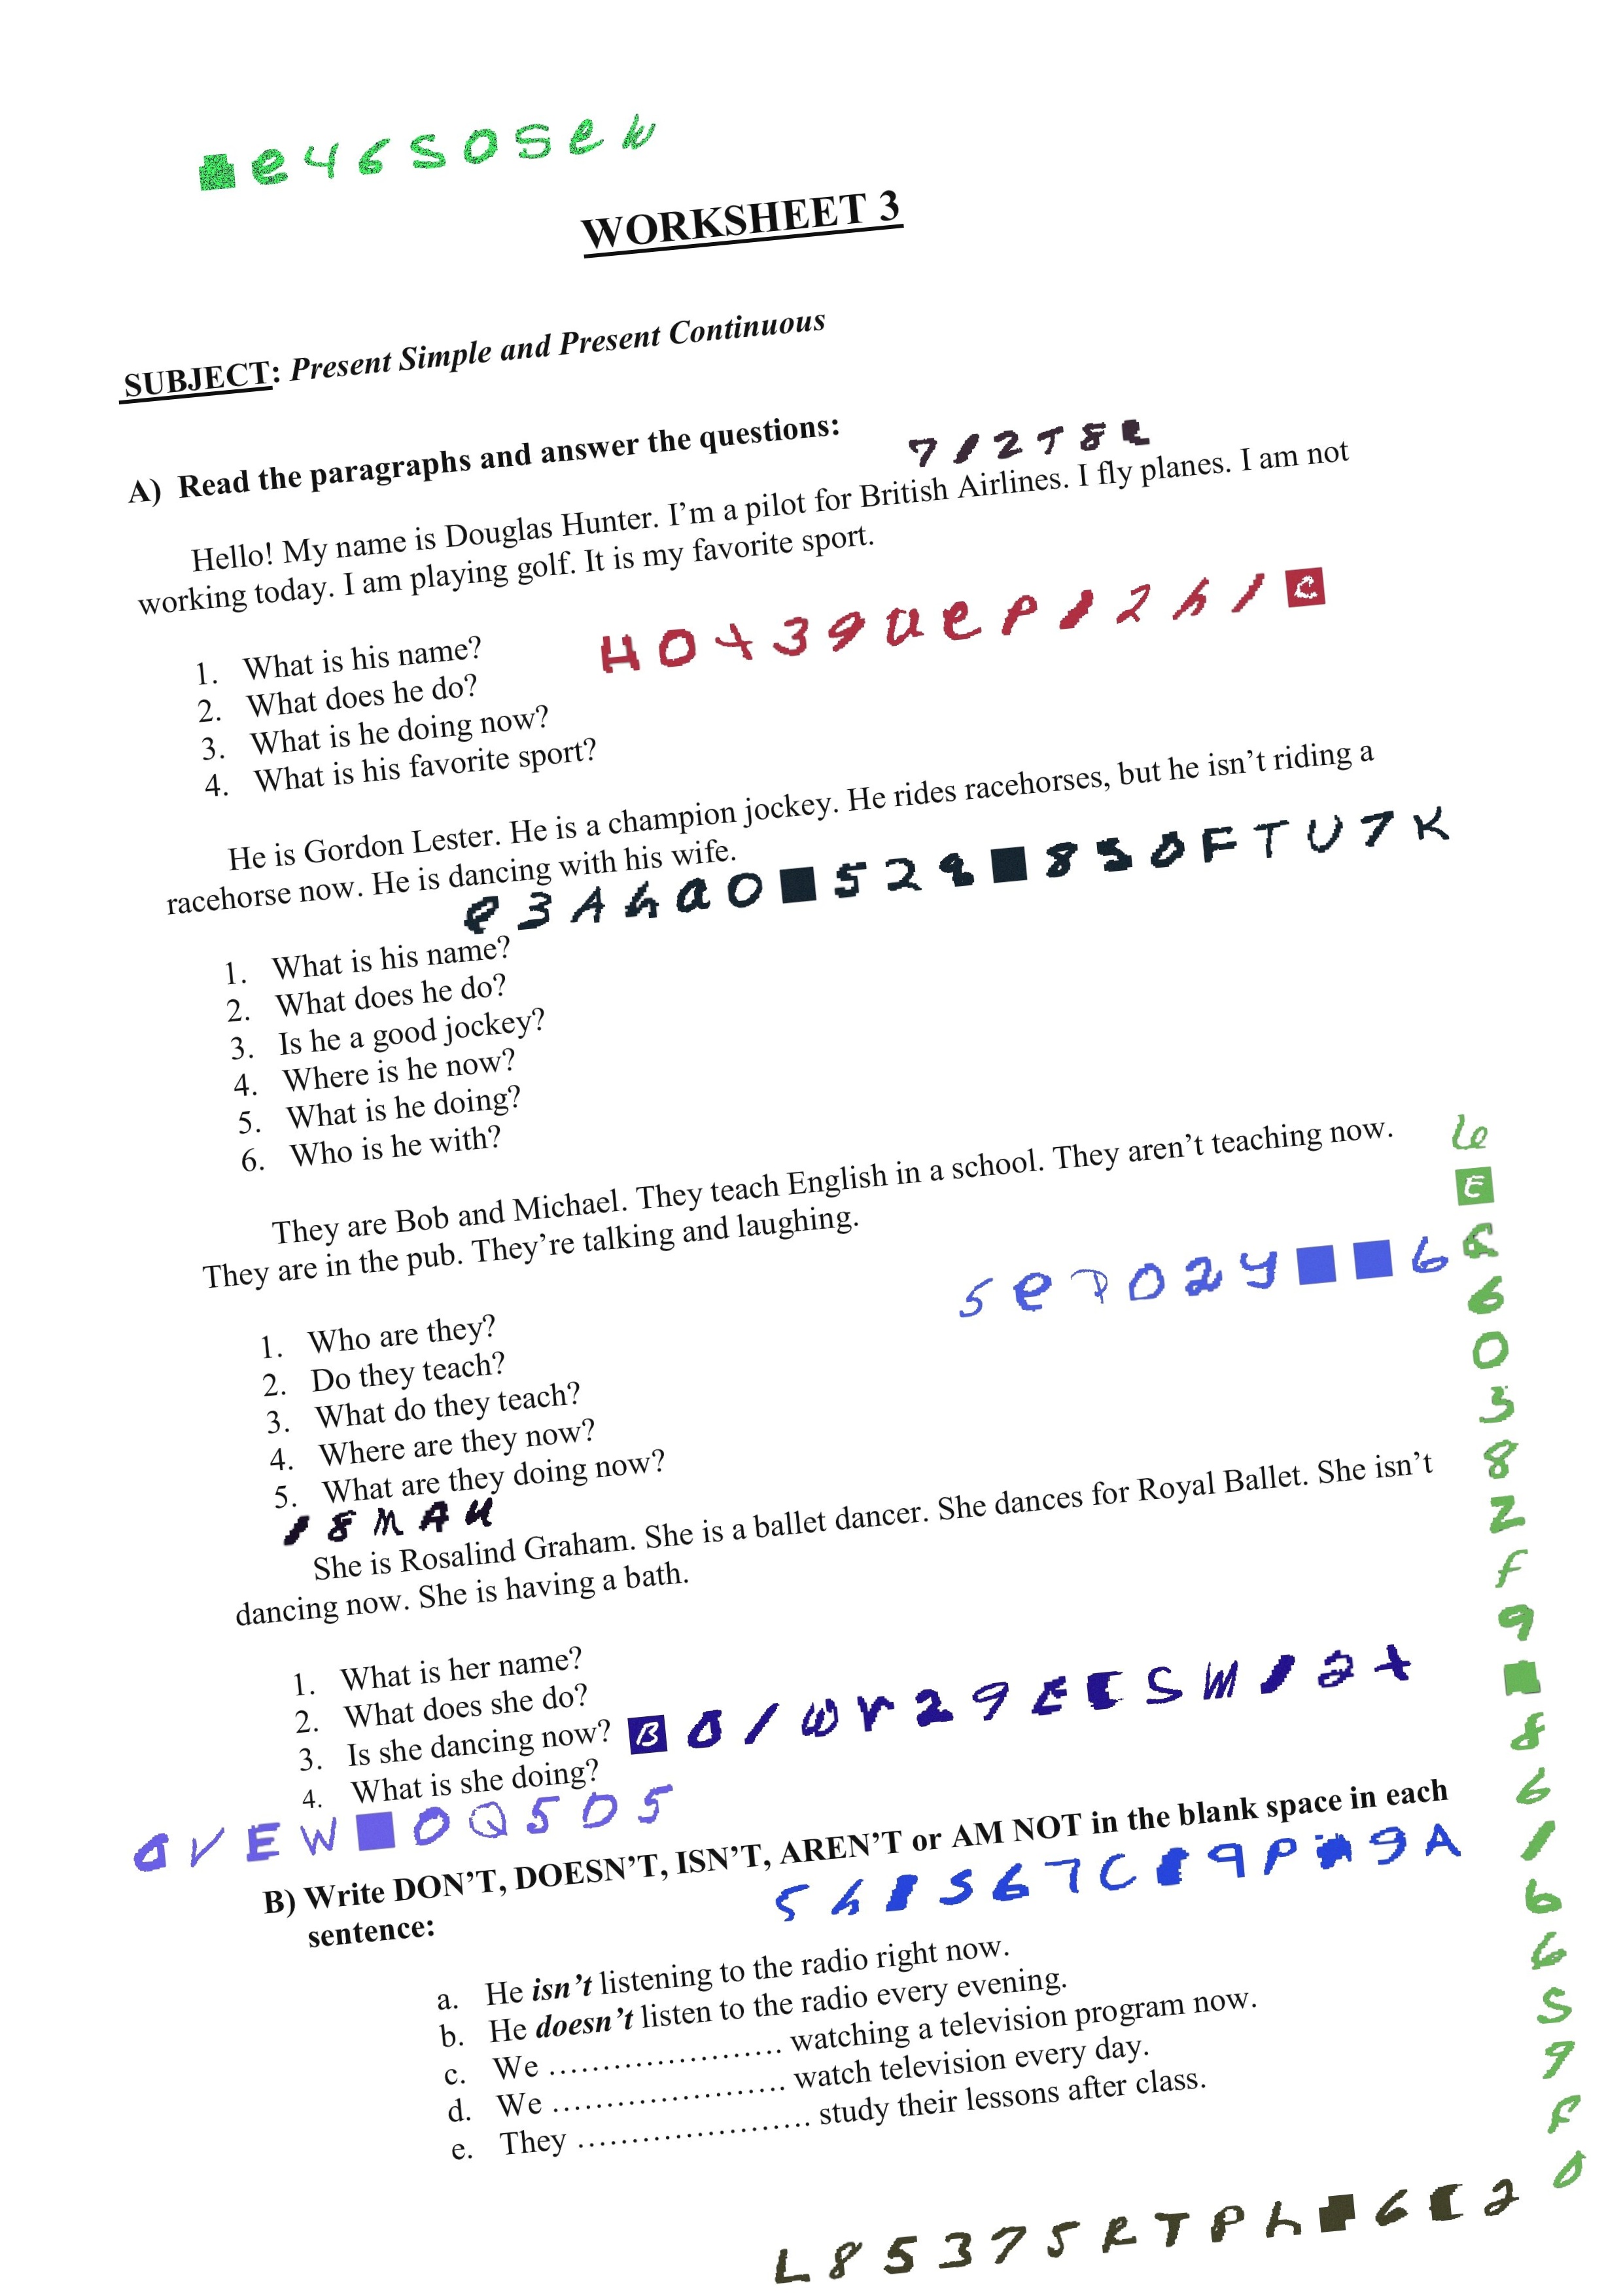 WORKSHEET 3
SUBJECT: Present Simple and Present Continuous
A) Read the paragraphs and answer the questions:
Hello! My name is Douglas Hunter. I'm a pilot for British Airlines. I fly planes. I am not
working today. I am playing golf. It is my favorite sport.
1. What is his name?
2. What does he do?
3. What is he doing now?
4. What is his favorite sport?
He is Gordon Lester. He is a champion jockey. He rides racehorses, but he isn't riding a
racehorse now. He is dancing with his wife.
1. What is his name?
2. What does he do?
3. Is he a good jockey?
4. Where is he now?
5. What is he doing?
6. Who is he with?
They are Bob and Michael. They teach English in a school. They aren't teaching now.
They are in the pub. They're talking and laughing.
1. Who are they?
2. Do they teach?
3. What do they teach?
4. Where are they now?
5. What are they doing now?
She is Rosalind Graham. She is a ballet dancer. She dances for Royal Ballet. She isn't
dancing now. She is having a bath.
1. What is her name?
2. What does she do?
3. Is she dancing now?
4. What is she doing?
B) Write DON'T, DOESN'T, ISN'T, AREN'T or AM NOT in the blank space in each
sentence:
a. He isn't listening to the radio right now.
b. He doesn't listen to the radio every evening.
c. We ………………… watching a television program now.
d. We ………………… watch television every day.
e. They ………………… study their lessons after class.